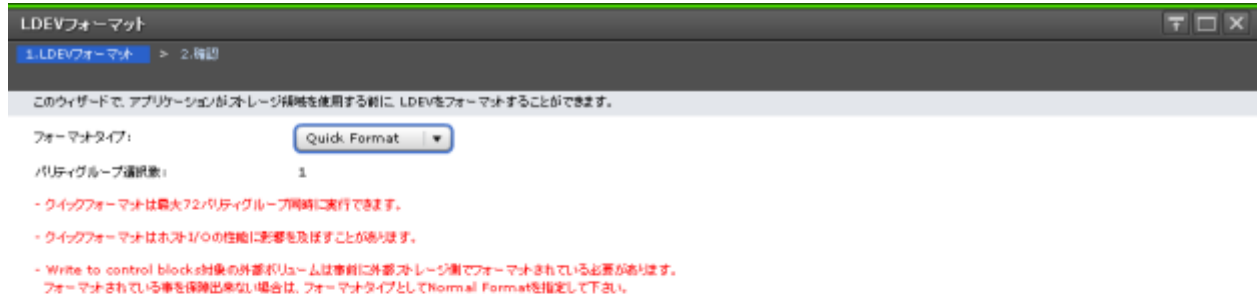 LDEVフォーマット
1.LDEVフォーマット > 2.確認
このウィザードで、アプリケーションがストレージ領域を使用する前に、LDEVをフォーマットすることができます。
フォーマットタイプ: Quick Format
パリティグループ選択数: 1
- クイックフォーマットは最大72パリティグループ同時に実行できます。
- クイックフォーマットはホストI/Oの性能に影響を及ぼすことがあります。
- Write to control blocks対象の外部ボリュームは事前に外部ストレージ側でフォーマットされている必要があります。
フォーマットされている事を保障出来ない場合は、フォーマットタイプとしてNormal Formatを指定して下さい。